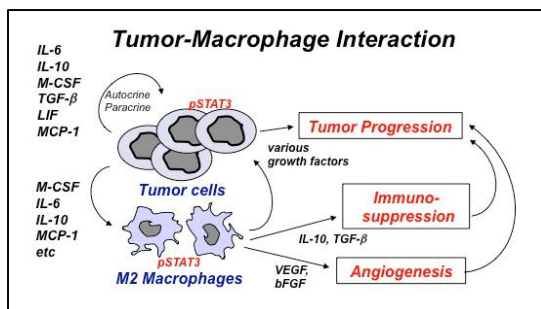 Tumor-Macrophage Interaction
IL-6
IL-10
M-CSF
TGF-β
LIF
MCP-1
Autocrine
Paracrine
pSTAT3
Tumor cells
various
growth factors
Tumor Progression
M-CSF
IL-6
IL-10
MCP-1
etc
pSTAT3
M2 Macrophages
IL-10, TGF-β
Immuno-
suppression
VEGF,
bFGF
Angiogenesis